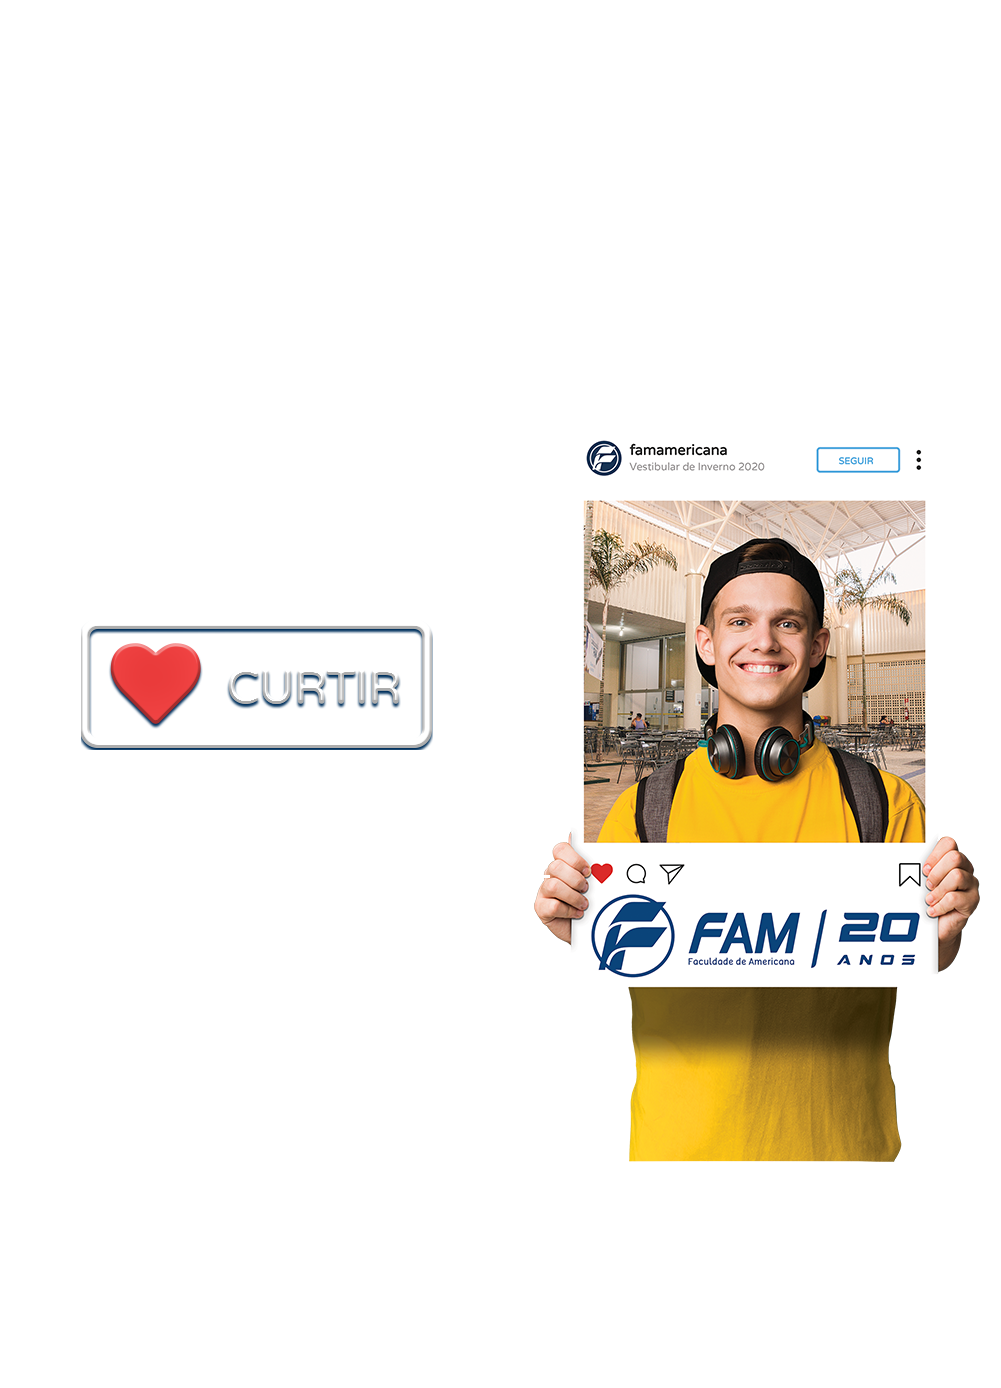 famamericana
Vestibular de Inverno 2020
SEGUIR
CURTIR
FAM
Faculdade de Americana
20
ANOS